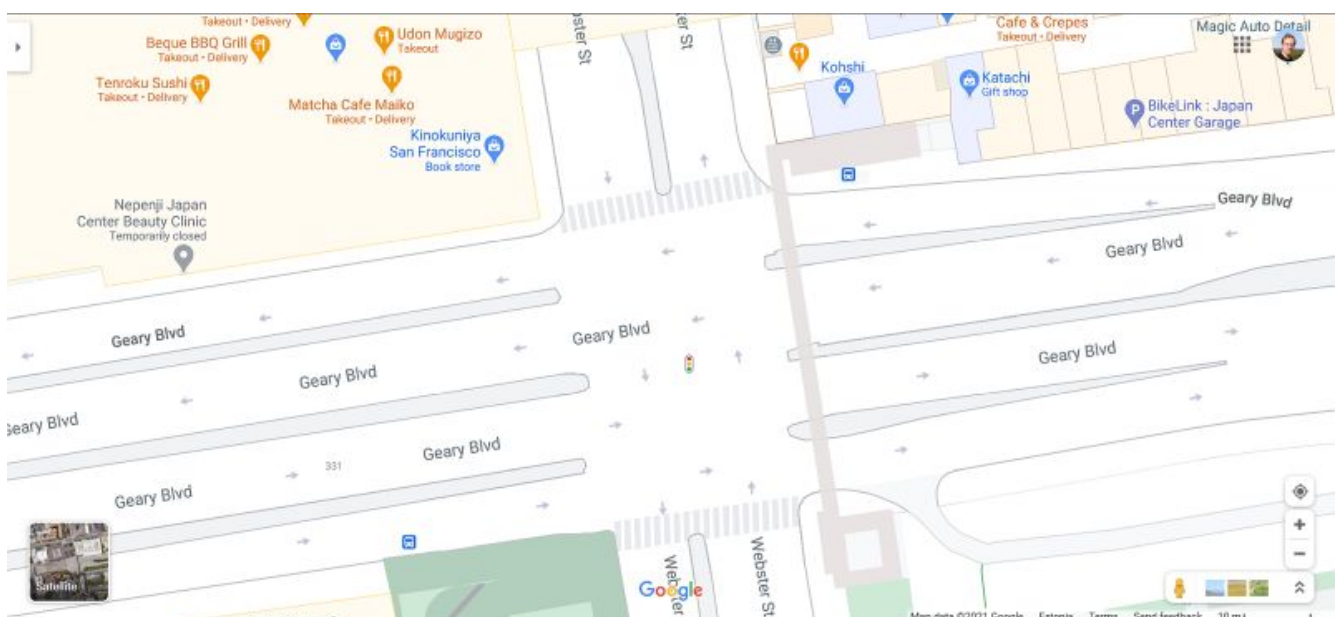 Takeout • Delivery
Beque BBQ Grill
Takeout • Delivery
Udon Mugizo
Takeout
Tenroku Sushi
Takeout • Delivery
Matcha Cafe Maiko
Takeout • Delivery
Kinokuniya
San Francisco
Book store
Nepenji Japan
Center Beauty Clinic
Temporarily closed
Cafe & Crepes
Takeout • Delivery
Magic Auto Detail
Kohshi
Katachi
Gift shop
P
BikeLink : Japan
Center Garage
Geary Blvd
Geary Blvd
Geary Blvd
Geary Blvd
Geary Blvd
Geary Blvd
Geary Blvd
Geary Blvd
331
Geary Blvd
Satellite
Webster
Webster St
Google
Map data ©2021 Google Estonia Terms Send feedback 20 m